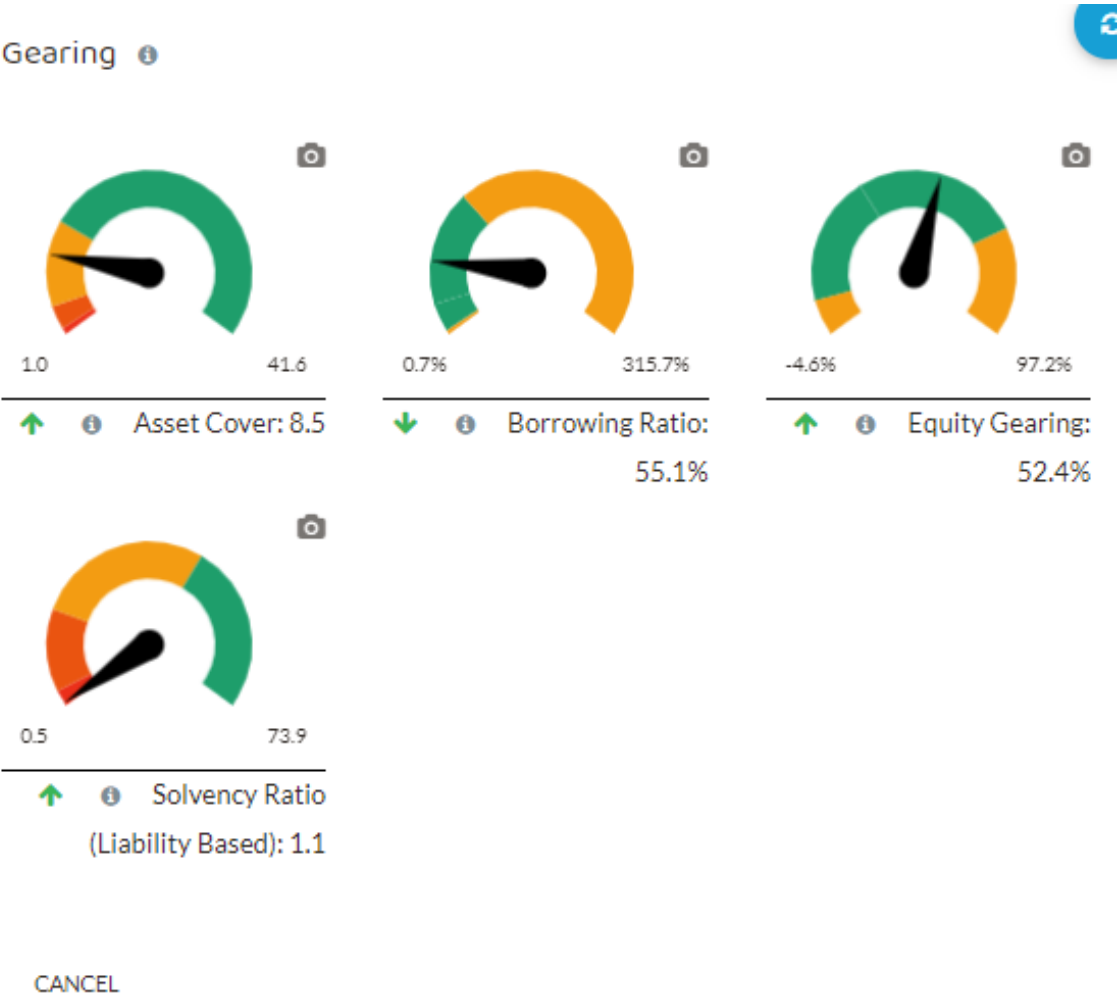 Gearing
1.0 41.6
0.7% 315.7%
-4.6% 97.2%
Asset Cover: 8.5
Borrowing Ratio:
55.1%
Equity Gearing:
52.4%
0.5 73.9
Solvency Ratio
(Liability Based): 1.1
CANCEL